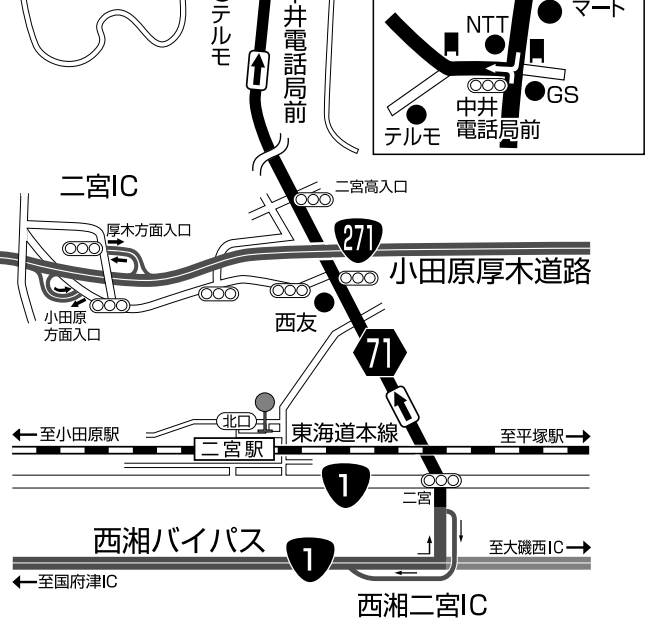 テルモ
中井電話局前
マート
NTT
GS
中井
電話局前
テルモ
二宮IC
二宮高入口
厚木方面入口
271
小田原厚木道路
小田原
方面入口
西友
71
北口
至小田原駅
二宮駅
東海道本線
至平塚駅
1
二宮
西湘バイパス
1
至大磯西IC
至国府津IC
西湘二宮IC